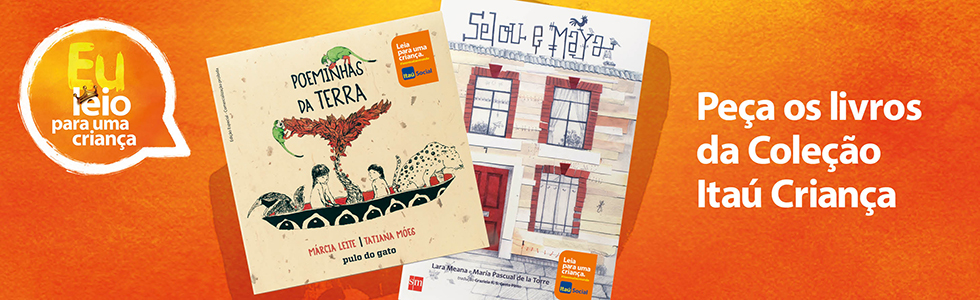 Eu
leio
para uma
criança
POEMINHAS
DA TERRA
Leia
para uma
criança.
Itaú Social
MÁRCIA LEITE | TATIANA MÓES
pulo do gato
Selou e Maya
Lara Meana - María Pascual de la Torre
sm
Leia
para uma
criança.
Itaú Social
Peça os livros
da Coleção
Itaú Criança